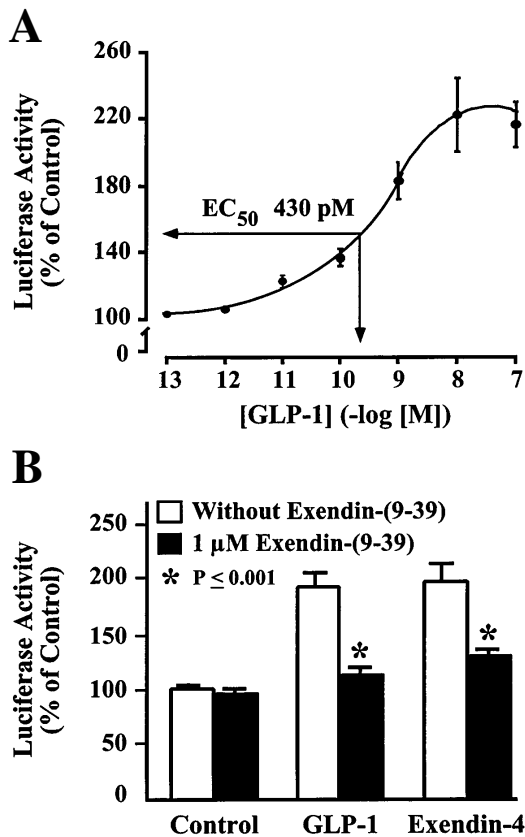 A
Luciferase Activity
(% of Control)
260
220
180
140
100
0
EC50 430 pM
13 12 11 10 9 8 7
[GLP-1] (-log [M])
B
Luciferase Activity
(% of Control)
250
200
150
100
50
0
Without Exendin-(9-39)
1 µM Exendin-(9-39)
* P ≤ 0.001
*
*
Control GLP-1 Exendin-4